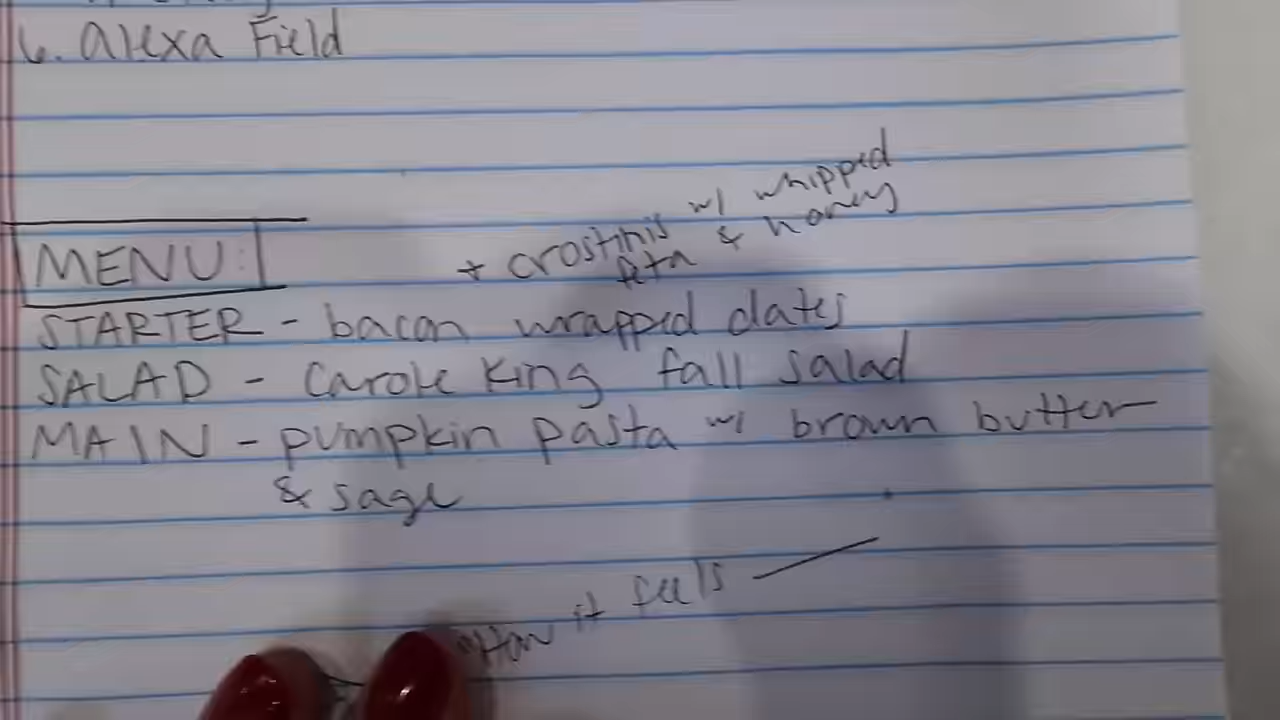 6. Alexa Field
+ crostinis w/ whipped
feta & honey
MENU:
STARTER - bacon wrapped dates
SALAD - Carole King fall salad
MAIN - pumpkin pasta w/ brown butter
& sage
it feels